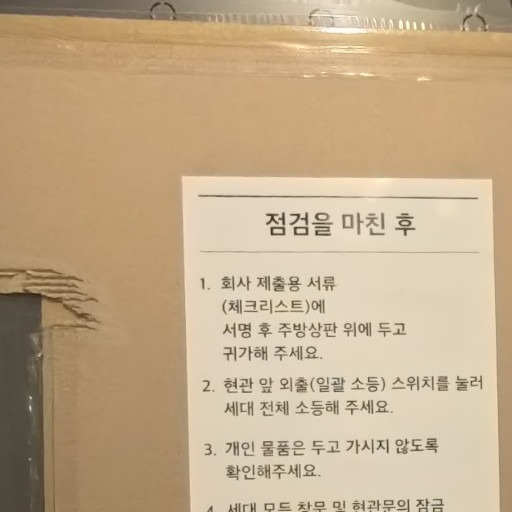 점검을 마친 후
1. 회사 제출용 서류
(체크리스트)에
서명 후 주방상판 위에 두고
귀가해 주세요.
2. 현관 앞 외출(일괄 소등) 스위치를 눌러
세대 전체 소등해 주세요.
3. 개인 물품은 두고 가시지 않도록
확인해주세요.
4. 세대 모든 창문 및 현관문의 잠금